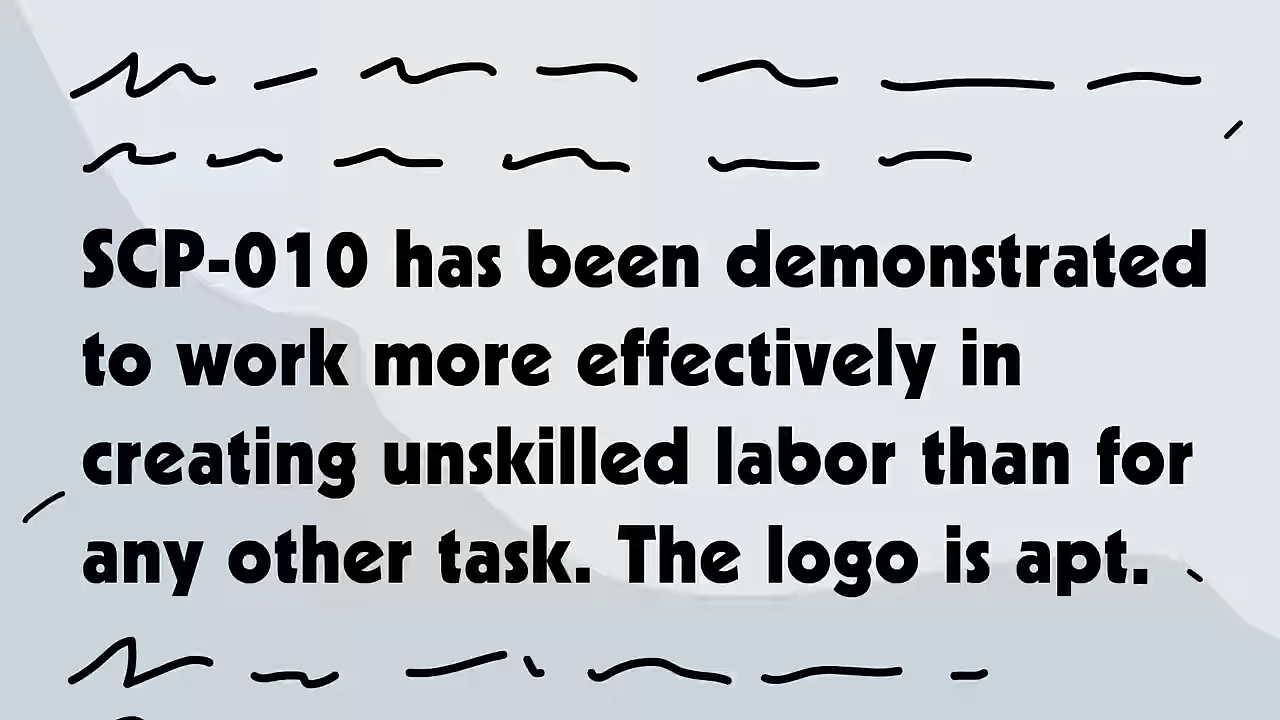 SCP-010 has been demonstrated
to work more effectively in
creating unskilled labor than for
any other task. The logo is apt.